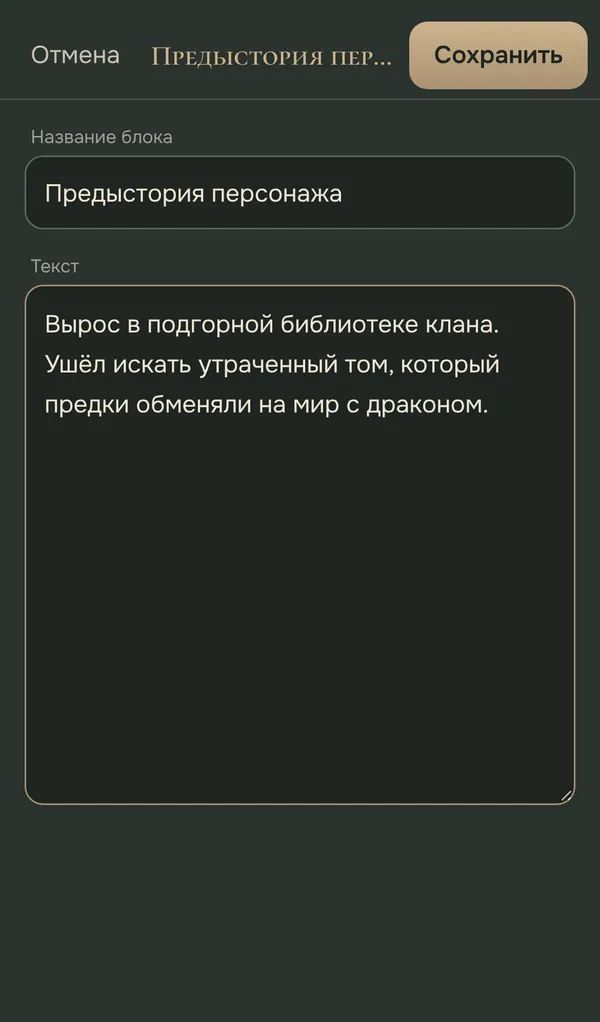 Отмена
Предыстория пер...
Сохранить
Название блока
Предыстория персонажа
Текст
Вырос в подгорной библиотеке клана.
Ушёл искать утраченный том, который
предки обменяли на мир с драконом.